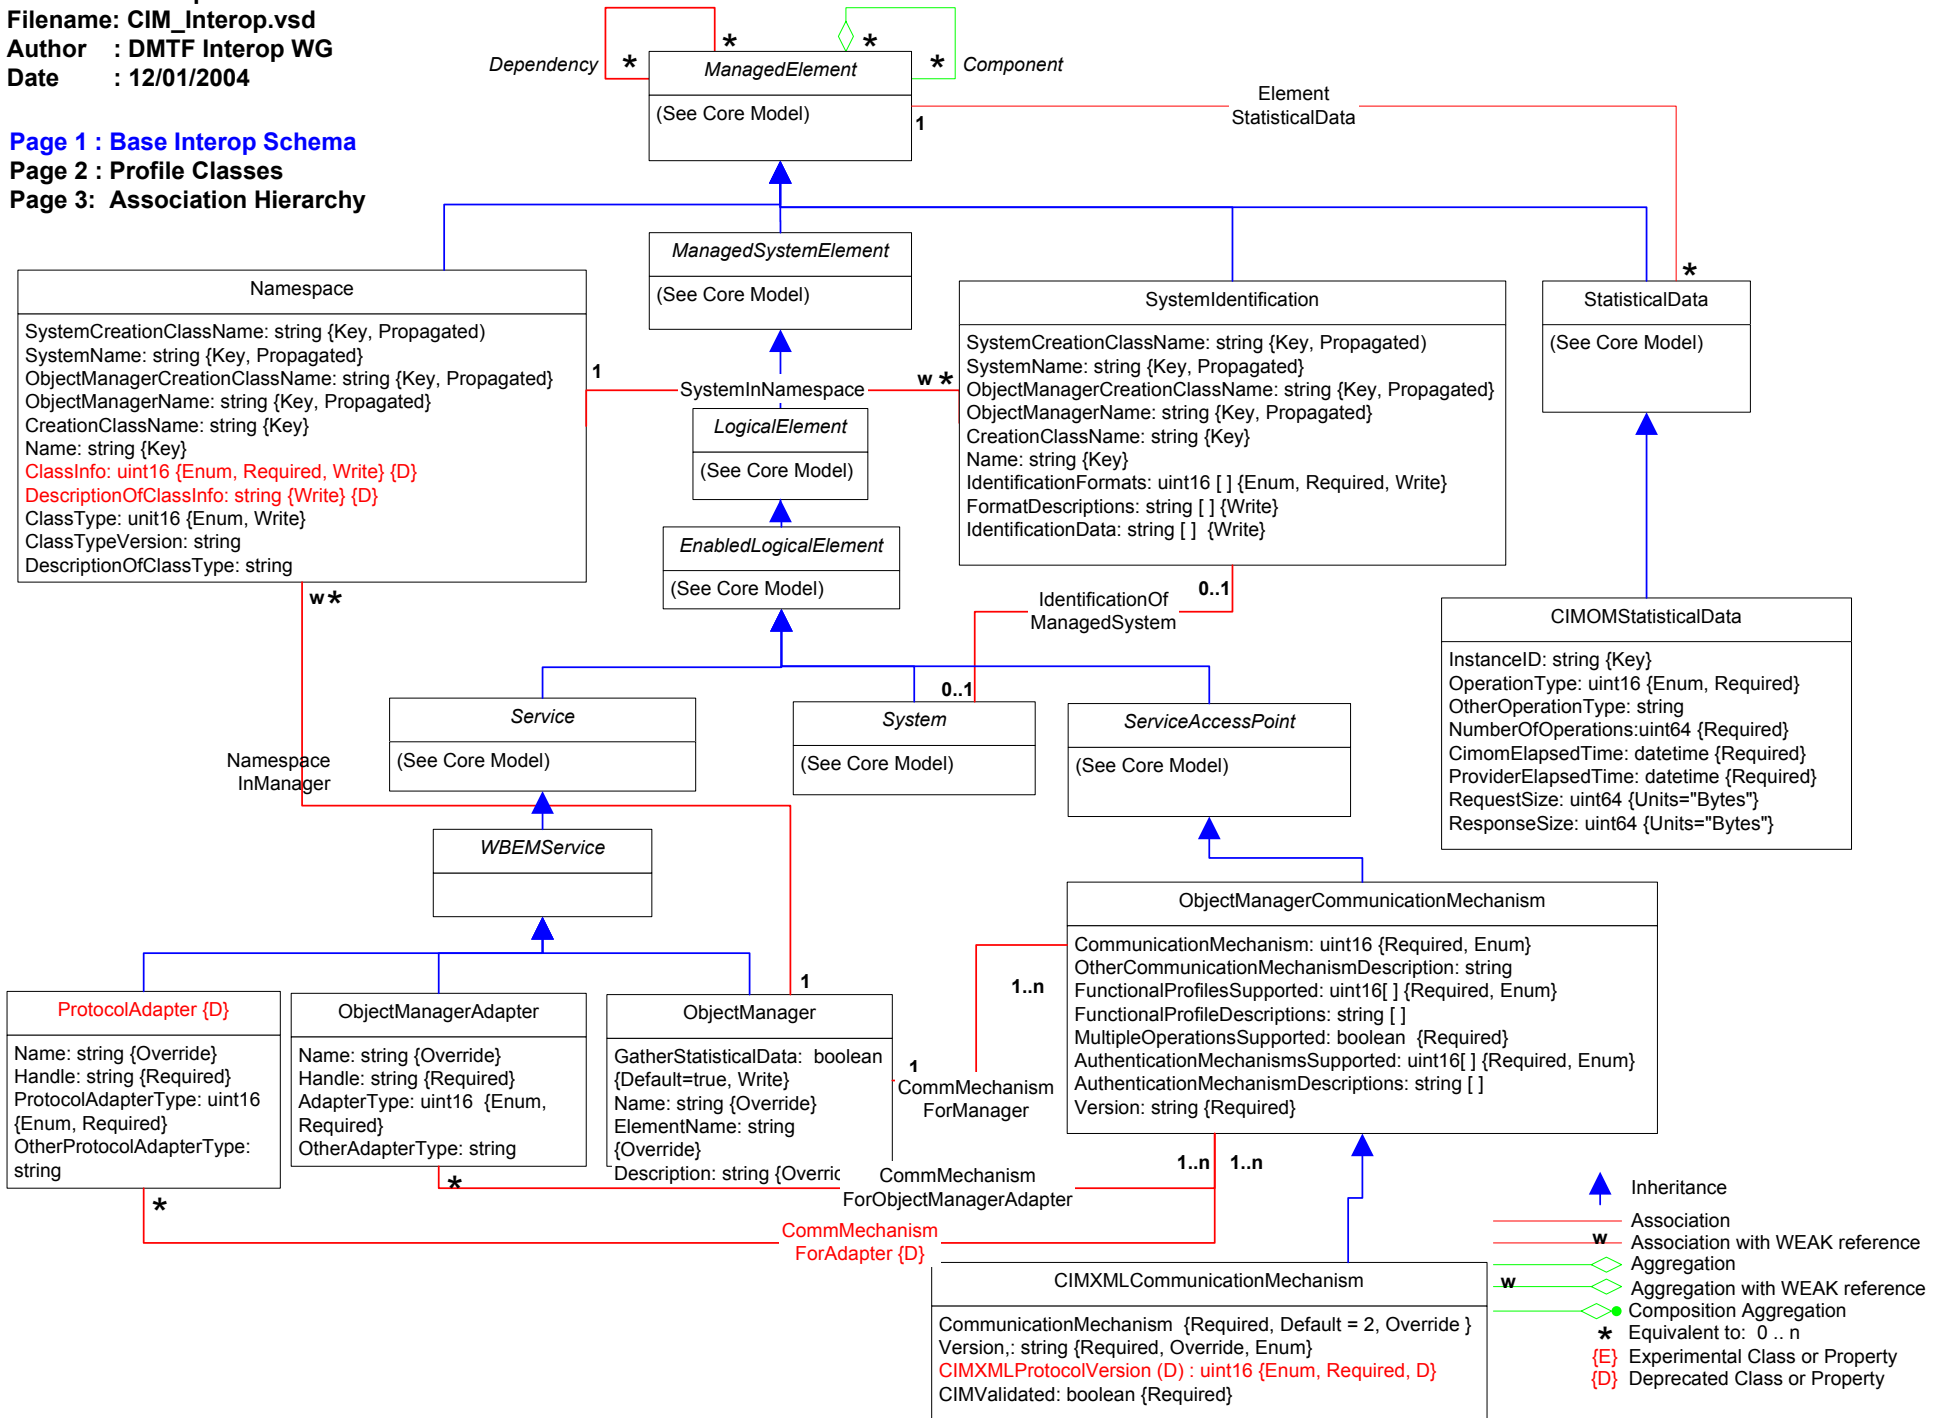 Filename: CIM_Interop.vsd
Author : DMTF Interop WG
Date : 12/01/2004
Page 1 : Base Interop Schema
Page 2 : Profile Classes
Page 3: Association Hierarchy
Dependency
*
*
*
*
Component
ManagedElement
(See Core Model)
1
Element
StatisticalData
*
ManagedSystemElement
(See Core Model)
Namespace
SystemCreationClassName: string {Key, Propagated)
SystemName: string {Key, Propagated}
ObjectManagerCreationClassName: string {Key, Propagated}
ObjectManagerName: string {Key, Propagated}
CreationClassName: string {Key}
Name: string {Key}
ClassInfo: uint16 {Enum, Required, Write} {D}
DescriptionOfClassInfo: string {Write} {D}
ClassType: unit16 {Enum, Write}
ClassTypeVersion: string
DescriptionOfClassType: string
1
SystemInNamespace
w *
SystemIdentification
SystemCreationClassName: string {Key, Propagated)
SystemName: string {Key, Propagated}
ObjectManagerCreationClassName: string {Key, Propagated}
ObjectManagerName: string {Key, Propagated}
CreationClassName: string {Key}
Name: string {Key}
IdentificationFormats: uint16 [ ] {Enum, Required, Write}
FormatDescriptions: string [ ] {Write}
IdentificationData: string [ ] {Write}
StatisticalData
(See Core Model)
LogicalElement
(See Core Model)
EnabledLogicalElement
(See Core Model)
w *
IdentificationOf
ManagedSystem
0..1
0..1
CIMOMStatisticalData
InstanceID: string {Key}
OperationType: uint16 {Enum, Required}
OtherOperationType: string
NumberOfOperations:uint64 {Required}
CimomElapsedTime: datetime {Required}
ProviderElapsedTime: datetime {Required}
RequestSize: uint64 {Units="Bytes"}
ResponseSize: uint64 {Units="Bytes"}
Service
(See Core Model)
System
(See Core Model)
ServiceAccessPoint
(See Core Model)
Namespace
InManager
WBEMService
ObjectManagerCommunicationMechanism
CommunicationMechanism: uint16 {Required, Enum}
OtherCommunicationMechanismDescription: string
FunctionalProfilesSupported: uint16[ ] {Required, Enum}
FunctionalProfileDescriptions: string [ ]
MultipleOperationsSupported: boolean {Required}
AuthenticationMechanismsSupported: uint16[ ] {Required, Enum}
AuthenticationMechanismDescriptions: string [ ]
Version: string {Required}
1
1..n
ProtocolAdapter {D}
Name: string {Override}
Handle: string {Required}
ProtocolAdapterType: uint16
{Enum, Required}
OtherProtocolAdapterType:
string
ObjectManagerAdapter
Name: string {Override}
Handle: string {Required}
AdapterType: uint16 {Enum,
Required}
OtherAdapterType: string
ObjectManager
GatherStatisticalData: boolean
{Default=true, Write}
Name: string {Override}
ElementName: string
{Override}
Description: string {Overric
1
CommMechanism
ForManager
*
*
CommMechanism
ForObjectManagerAdapter
1..n
1..n
CommMechanism
ForAdapter {D}
CIMXMLCommunicationMechanism
CommunicationMechanism {Required, Default = 2, Override }
Version,: string {Required, Override, Enum}
CIMXMLProtocolVersion (D) : uint16 {Enum, Required, D}
CIMValidated: boolean {Required}
Inheritance
Association
w Association with WEAK reference
Aggregation
w Aggregation with WEAK reference
Composition Aggregation
* Equivalent to: 0 .. n
{E} Experimental Class or Property
{D} Deprecated Class or Property